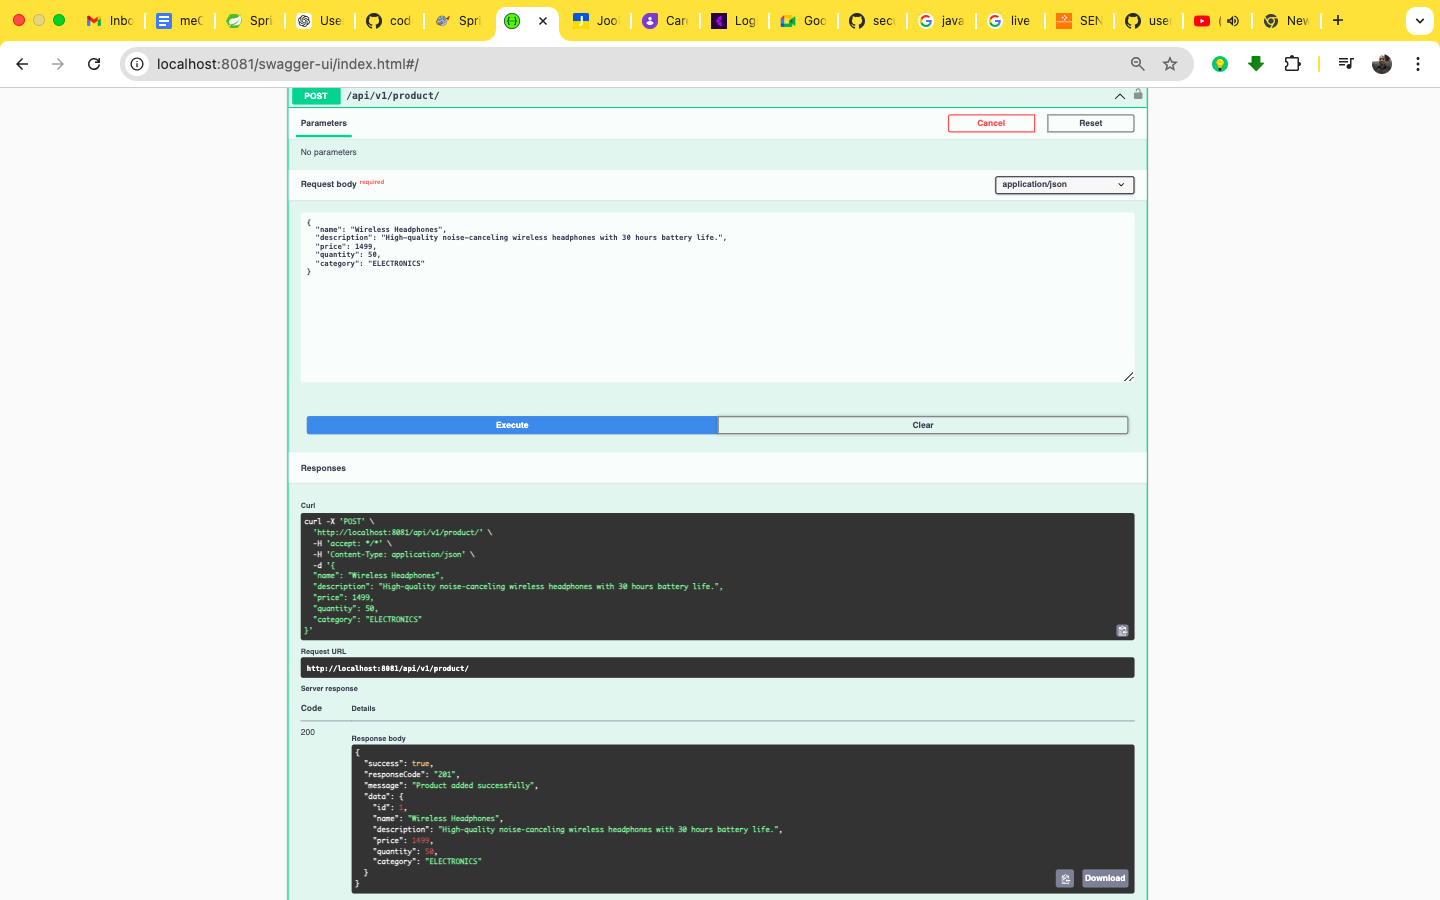 Inbo
meC
Spri
User
cod
Spri
Joo
Car
Log
Goo
sec
java
live
SEN
use
New
localhost:8081/swagger-ui/index.html#/
POST /api/v1/product/
Parameters
Cancel
Reset
No parameters
Request body required
application/json
{
"name": "Wireless Headphones",
"description": "High-quality noise-canceling wireless headphones with 30 hours battery life.",
"price": 1499,
"quantity": 50,
"category": "ELECTRONICS"
}
Execute
Clear
Responses
Curl
curl -X 'POST' \
'http://localhost:8081/api/v1/product/' \
-H 'accept: */*' \
-H 'Content-Type: application/json' \
-d '{
"name": "Wireless Headphones",
"description": "High-quality noise-canceling wireless headphones with 30 hours battery life.",
"price": 1499,
"quantity": 50,
"category": "ELECTRONICS"
}'
Request URL
http://localhost:8081/api/v1/product/
Server response
Code Details
200
Response body
{
"success": true,
"responseCode": "201",
"message": "Product added successfully",
"data": {
"id": 1,
"name": "Wireless Headphones",
"description": "High-quality noise-canceling wireless headphones with 30 hours battery life.",
"price": 1499,
"quantity": 50,
"category": "ELECTRONICS"
}
}
Download